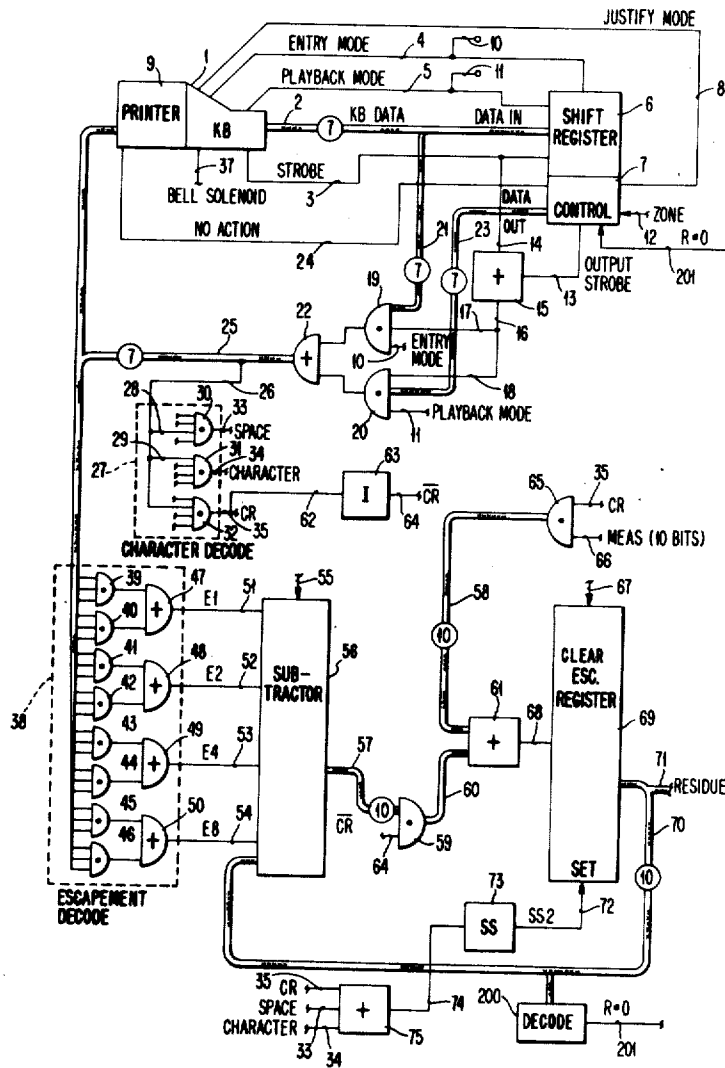 JUSTIFY MODE
ENTRY MODE 4 10
1
9
PLAYBACK MODE 5 11
8
PRINTER
KB
2
7 KB DATA
DATA IN
SHIFT REGISTER
6
37
BELL SOLENOID
STROBE
3
7
CONTROL
DATA OUT
ZONE
12
NO ACTION
24
21
23
14
R=0
201
OUTPUT STROBE
7
7
+
15
13
19
17
16
22
25
7
+
10 ENTRY MODE
18
20
11 PLAYBACK MODE
26
28
30
33
SPACE
29
31
34
CHARACTER
27
32
35
CR
CHARACTER DECODE
62
63
I
64
C̅R̅
65
35
CR
MEAS (10 BITS)
66
58
10
39
47
51
E1
40
41
48
52
E2
42
38
43
49
53
E4
44
45
50
54
E8
46
ESCAPEMENT DECODE
55
SUB-TRACTOR
56
57
10
C̅R̅
64
59
60
61
+
68
67
CLEAR ESC. REGISTER
69
SET
71
RESIDUE
70
10
73
SS
SS2
72
74
35
CR
SPACE
33
CHARACTER
34
+
75
200
DECODE
R=0
201